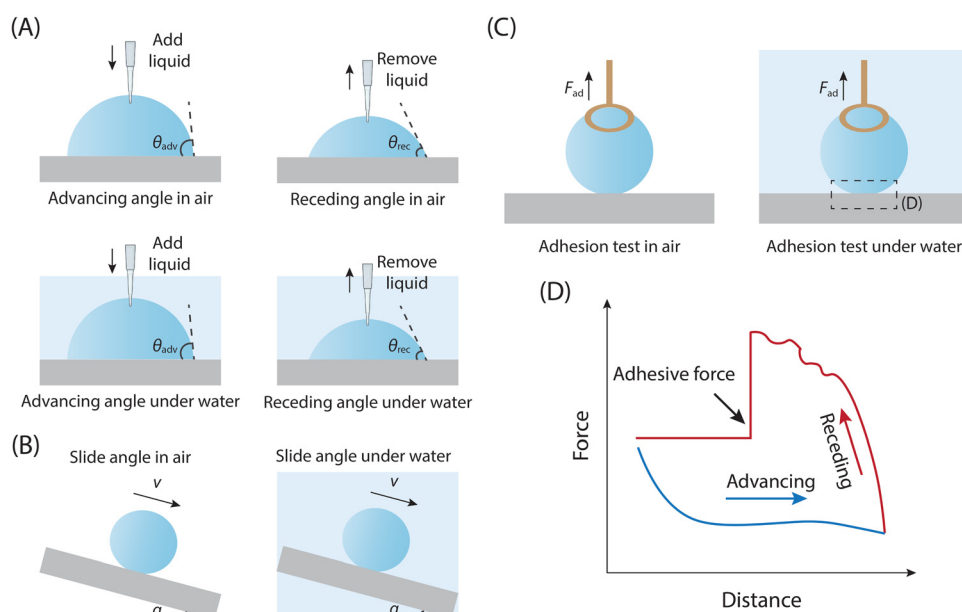 (A)
Add
liquid
θadv
Advancing angle in air
Remove
liquid
θrec
Receding angle in air
Add
liquid
θadv
Advancing angle under water
Remove
liquid
θrec
Receding angle under water
(B)
Slide angle in air
v
Slide angle under water
v
(C)
Fad
Adhesion test in air
Fad
(D)
Adhesion test under water
(D)
Force
Adhesive force
Advancing
Receding
Distance